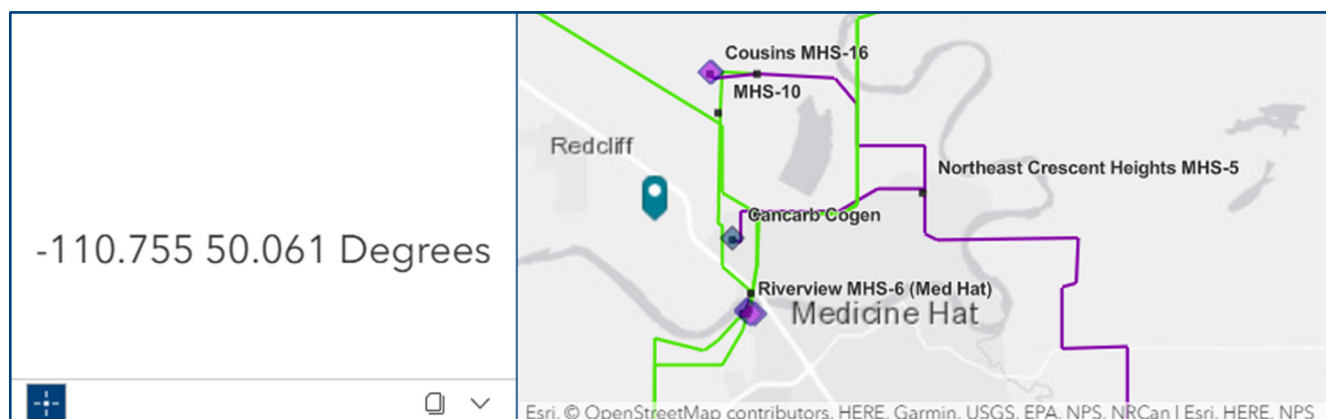 -110.755 50.061 Degrees
Cousins MHS-16
MHS-10
Redcliff
Northeast Crescent Heights MHS-5
Cancarb Cogen
Riverview MHS-6 (Med Hat)
Medicine Hat
Esri, © OpenStreetMap contributors, HERE, Garmin, USGS, EPA, NPS, NRCan | Esri, HERE, NPS